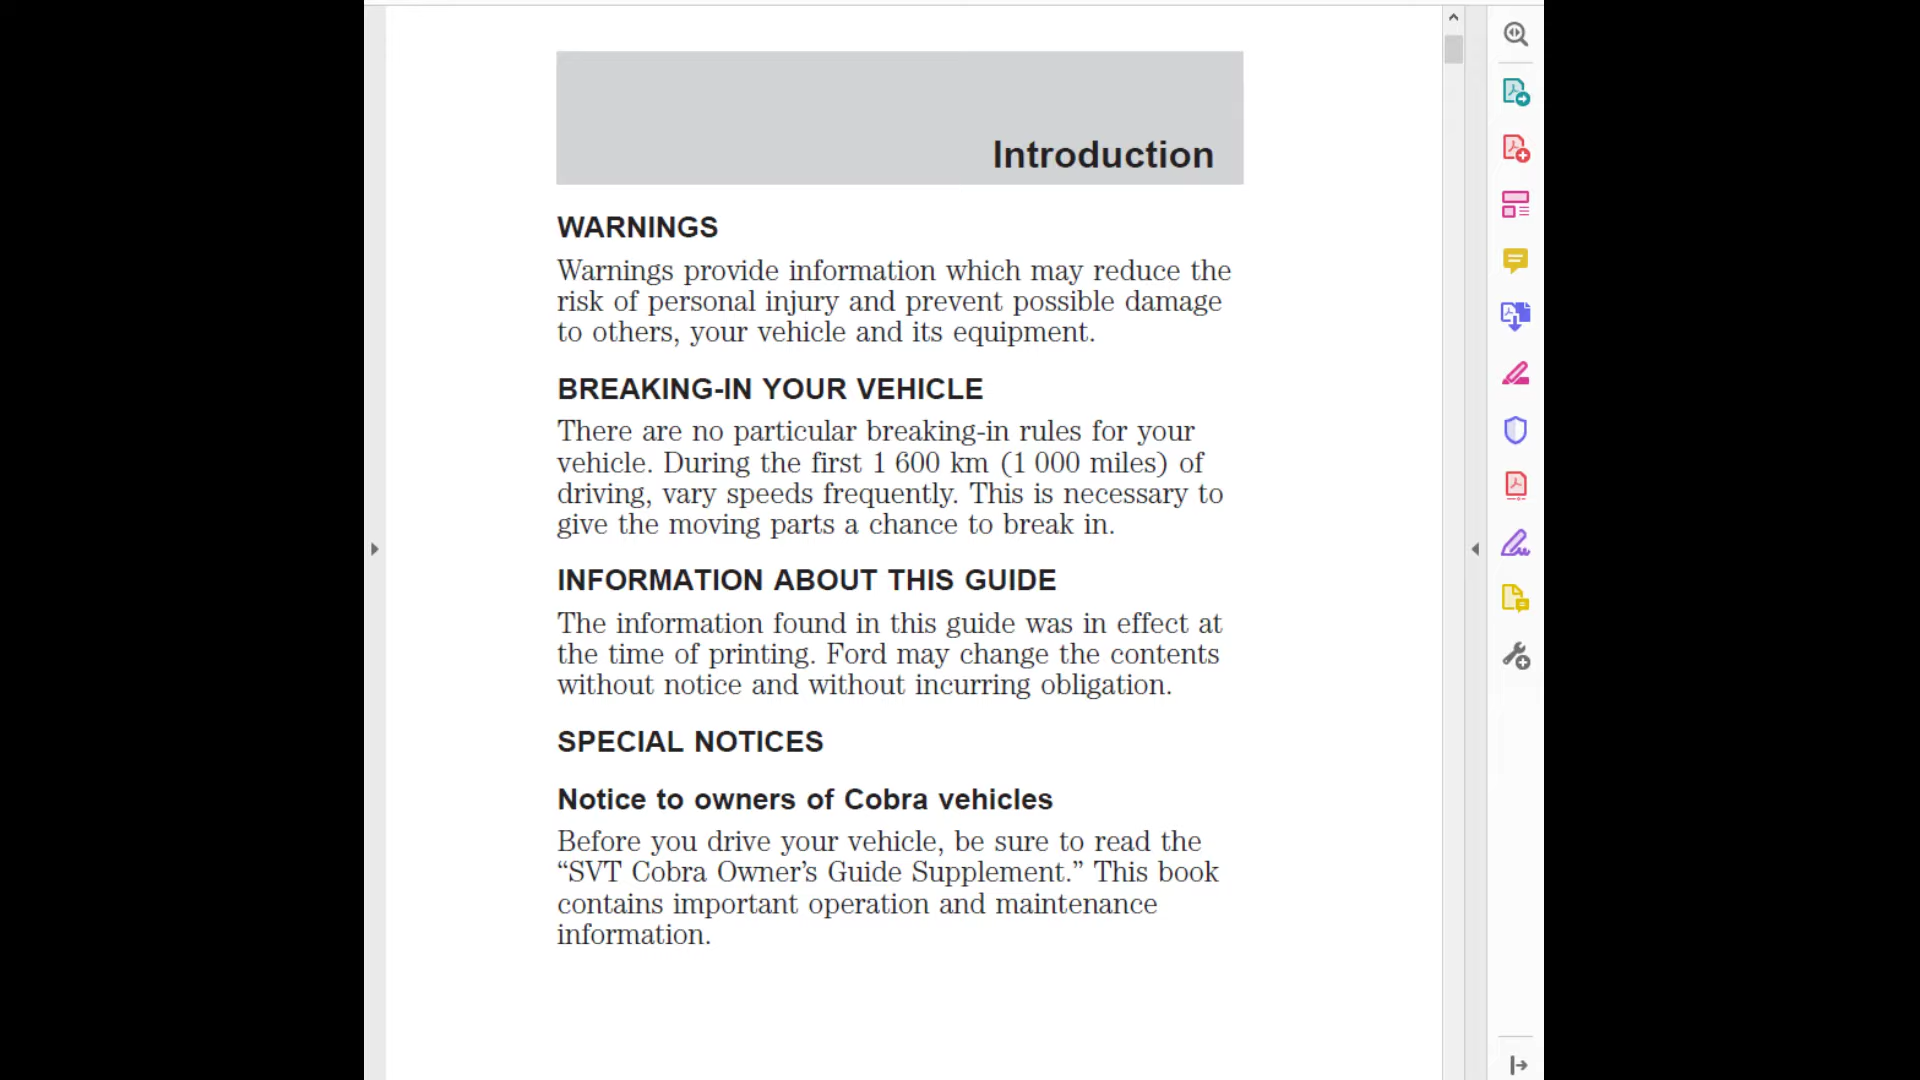 Introduction
WARNINGS
Warnings provide information which may reduce the
risk of personal injury and prevent possible damage
to others, your vehicle and its equipment.
BREAKING-IN YOUR VEHICLE
There are no particular breaking-in rules for your
vehicle. During the first 1 600 km (1 000 miles) of
driving, vary speeds frequently. This is necessary to
give the moving parts a chance to break in.
INFORMATION ABOUT THIS GUIDE
The information found in this guide was in effect at
the time of printing. Ford may change the contents
without notice and without incurring obligation.
SPECIAL NOTICES
Notice to owners of Cobra vehicles
Before you drive your vehicle, be sure to read the
“SVT Cobra Owner’s Guide Supplement.” This book
contains important operation and maintenance
information.